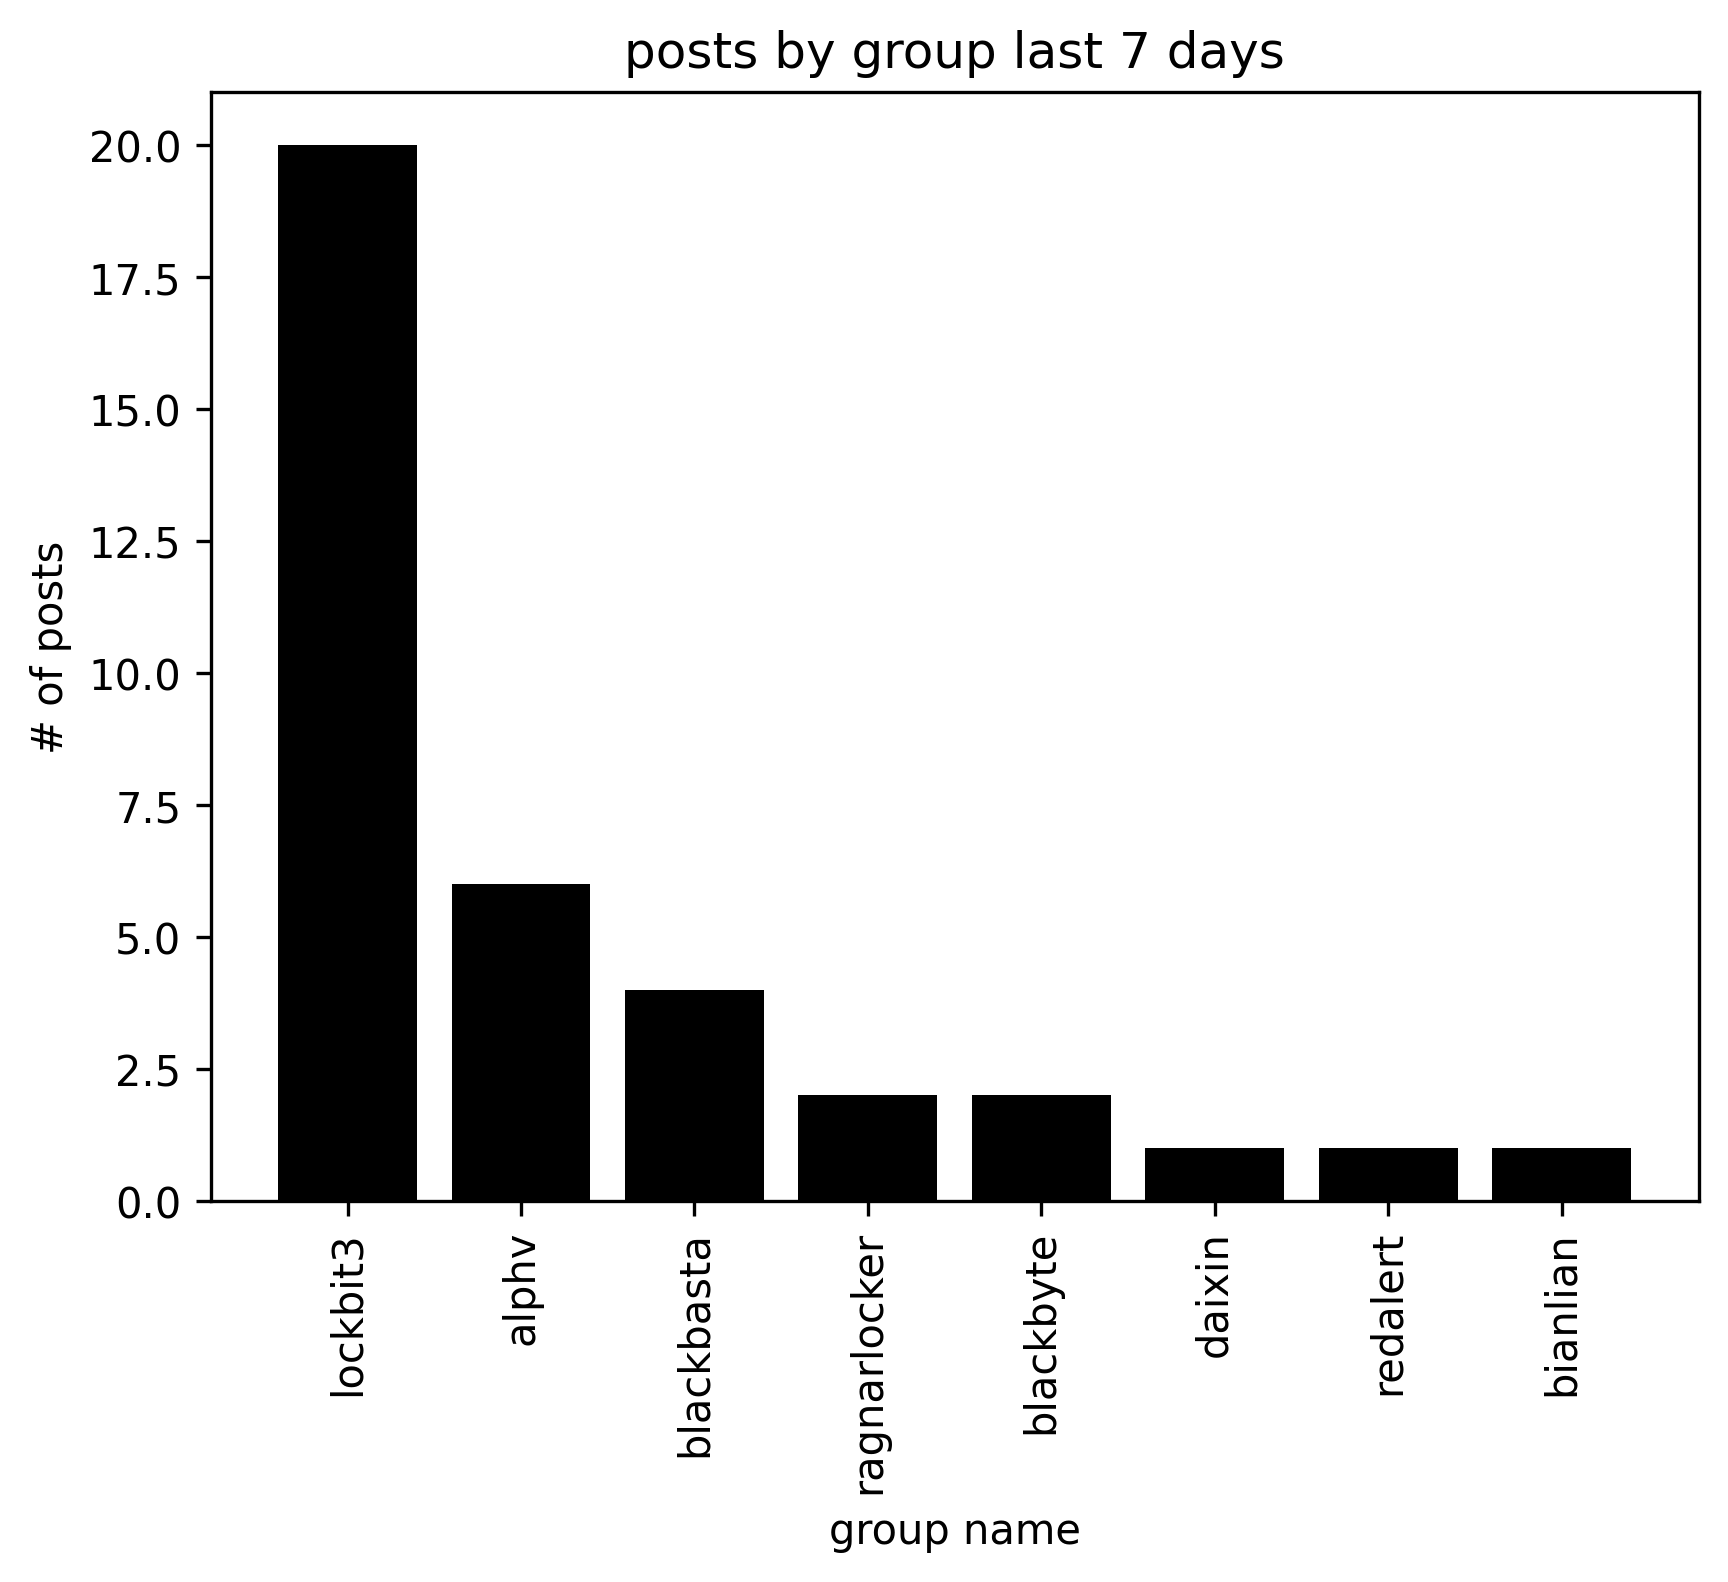 posts by group last 7 days
# of posts
20.0
17.5
15.0
12.5
10.0
7.5
5.0
2.5
0.0
lockbit3
alphv
blackbasta
ragnarlocker
blackbyte
daixin
redalert
bianlian
group name